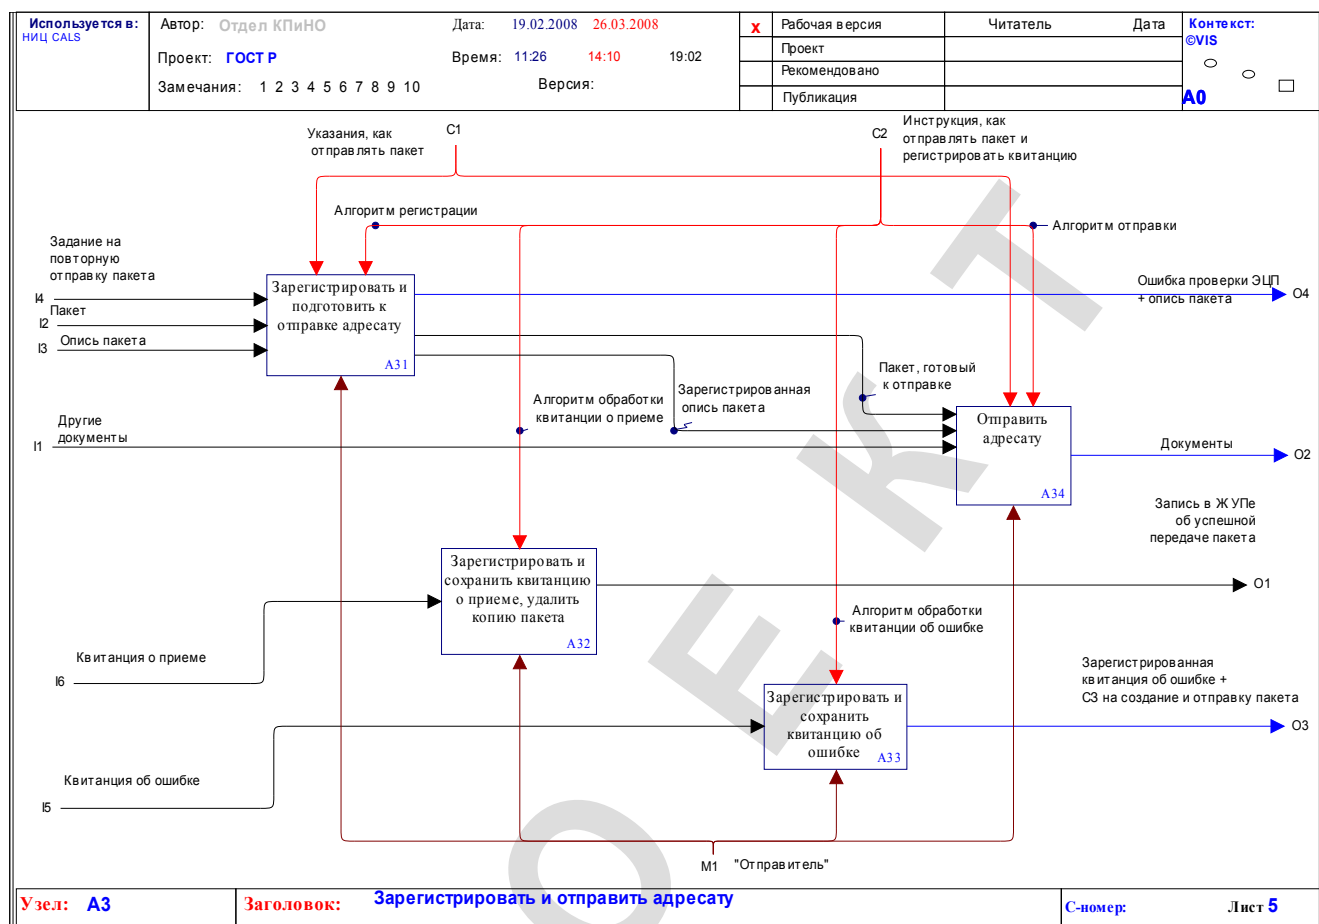 Используется в:
НИЦ CALS
Автор: Отдел КПиНО
Дата: 19.02.2008 26.03.2008
Проект: ГОСТ Р
Время: 11:26 14:10 19:02
Замечания: 1 2 3 4 5 6 7 8 9 10
Версия:
x
Рабочая версия
Проект
Рекомендовано
Публикация
Читатель
Дата
Контекст:
©VIS
A0
Указания, как
отправлять пакет
C1
C2
Инструкция, как
отправлять пакет и
регистрировать квитанцию
Алгоритм регистрации
Алгоритм отправки
Задание на
повторную
отправку пакета
I4
Пакет
I2
Опись пакета
I3
Зарегистрировать и
подготовить к
отправке адресату
A31
Ошибка проверки ЭЦП
+ опись пакета
O4
Пакет, готовый
к отправке
Зарегистрированная
опись пакета
Алгоритм обработки
квитанции о приеме
Другие
документы
I1
Отправить
адресату
A34
Документы
O2
Запись в ЖУПе
об успешной
передаче пакета
O1
Зарегистрировать и
сохранить квитанцию
о приеме, удалить
копию пакета
A32
Алгоритм обработки
квитанции об ошибке
Квитанция о приеме
I6
Зарегистрированная
квитанция об ошибке +
СЗ на создание и отправку пакета
O3
Зарегистрировать и
сохранить
квитанцию об
ошибке
A33
Квитанция об ошибке
I5
M1 "Отправитель"
О Е К Т
Узел: A3
Заголовок: Зарегистрировать и отправить адресату
С-номер:
Лист 5